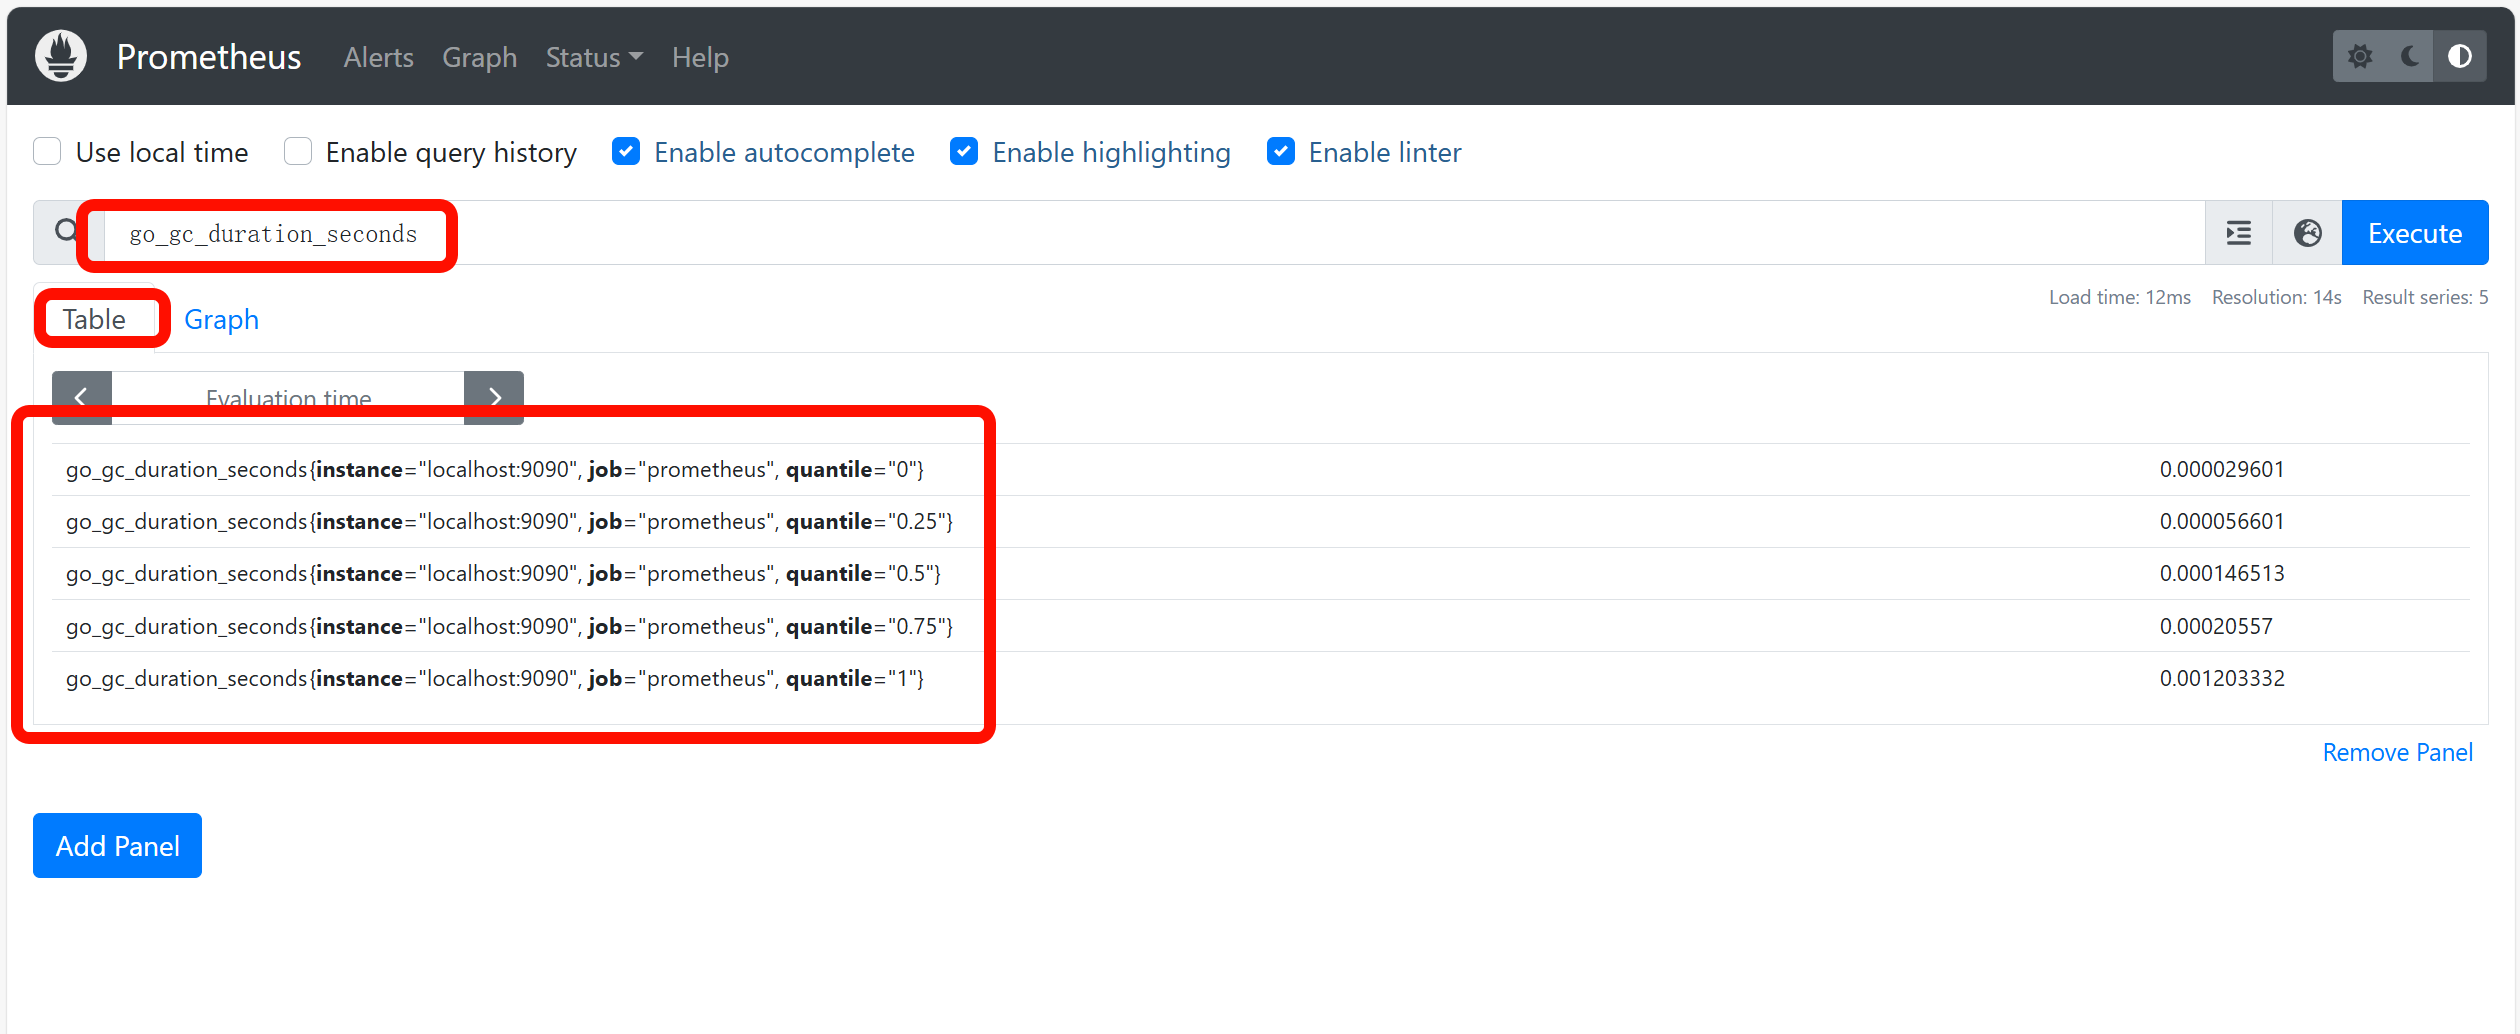 Prometheus Alerts Graph Status Help
Use local time Enable query history Enable autocomplete Enable highlighting Enable linter
go_gc_duration_seconds Execute
Table Graph Load time: 12ms Resolution: 14s Result series: 5
Evaluation time
go_gc_duration_seconds{instance="localhost:9090", job="prometheus", quantile="0"} 0.000029601
go_gc_duration_seconds{instance="localhost:9090", job="prometheus", quantile="0.25"} 0.000056601
go_gc_duration_seconds{instance="localhost:9090", job="prometheus", quantile="0.5"} 0.000146513
go_gc_duration_seconds{instance="localhost:9090", job="prometheus", quantile="0.75"} 0.00020557
go_gc_duration_seconds{instance="localhost:9090", job="prometheus", quantile="1"} 0.001203332
Remove Panel
Add Panel